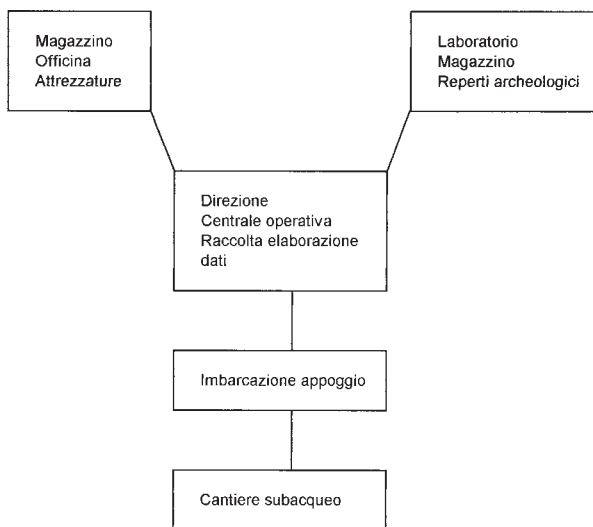 Magazzino
Officina
Attrezzature
Laboratorio
Magazzino
Reperti archeologici
Direzione
Centrale operativa
Raccolta elaborazione
dati
Imbarcazione appoggio
Cantiere subacqueo